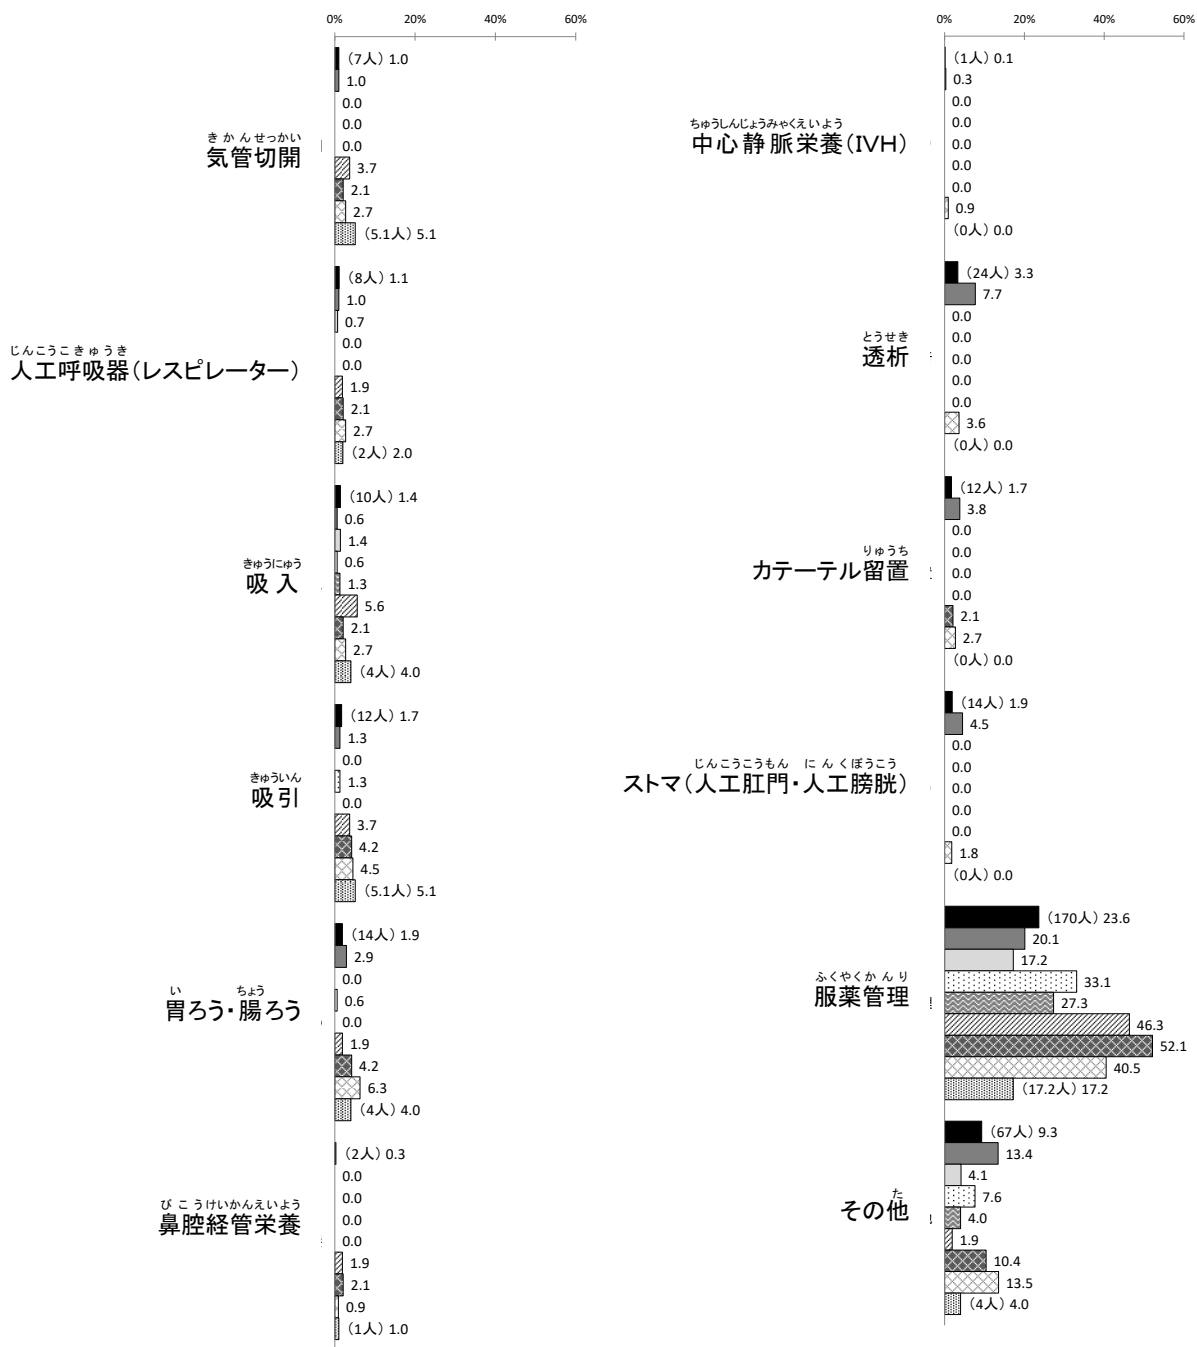 0%　20%　40%　60%
(7人) 1.0
1.0
0.0
0.0
きかんせっかい
気管切開
0.0
3.7
2.1
2.7
(5.1人) 5.1
(8人) 1.1
1.0
0.7
0.0
じんこうこきゅうき
人工呼吸器(レスピレーター)
0.0
1.9
2.1
2.7
(2人) 2.0
(10人) 1.4
0.6
1.4
0.6
きゅうにゅう
吸入
1.3
5.6
2.1
2.7
(4人) 4.0
(12人) 1.7
1.3
0.0
1.3
きゅういん
吸引
0.0
3.7
4.2
4.5
(5.1人) 5.1
(14人) 1.9
2.9
0.0
0.6
い　ちょう
胃ろう・腸ろう
0.0
1.9
4.2
6.3
(4人) 4.0
(2人) 0.3
0.0
0.0
0.0
びこうけいかんえいよう
鼻腔経管栄養
0.0
1.9
2.1
0.9
(1人) 1.0
0%　20%　40%　60%
(1人) 0.1
0.3
0.0
0.0
ちゅうしんじょうみゃくえいよう
中心静脈栄養(IVH)
0.0
0.0
0.0
0.9
(0人) 0.0
(24人) 3.3
7.7
0.0
0.0
とうせき
透析
0.0
0.0
0.0
3.6
(0人) 0.0
(12人) 1.7
3.8
0.0
0.0
りゅうち
カテーテル留置
0.0
0.0
2.1
2.7
(0人) 0.0
(14人) 1.9
4.5
0.0
0.0
じんこうこうもん　にんくぼうこう
ストマ(人工肛門・人工膀胱)
0.0
0.0
0.0
1.8
(0人) 0.0
(170人) 23.6
20.1
17.2
33.1
ふくやくかんり
服薬管理
27.3
46.3
52.1
40.5
(17.2人) 17.2
(67人) 9.3
13.4
4.1
7.6
た
その他
4.0
1.9
10.4
13.5
(4人) 4.0